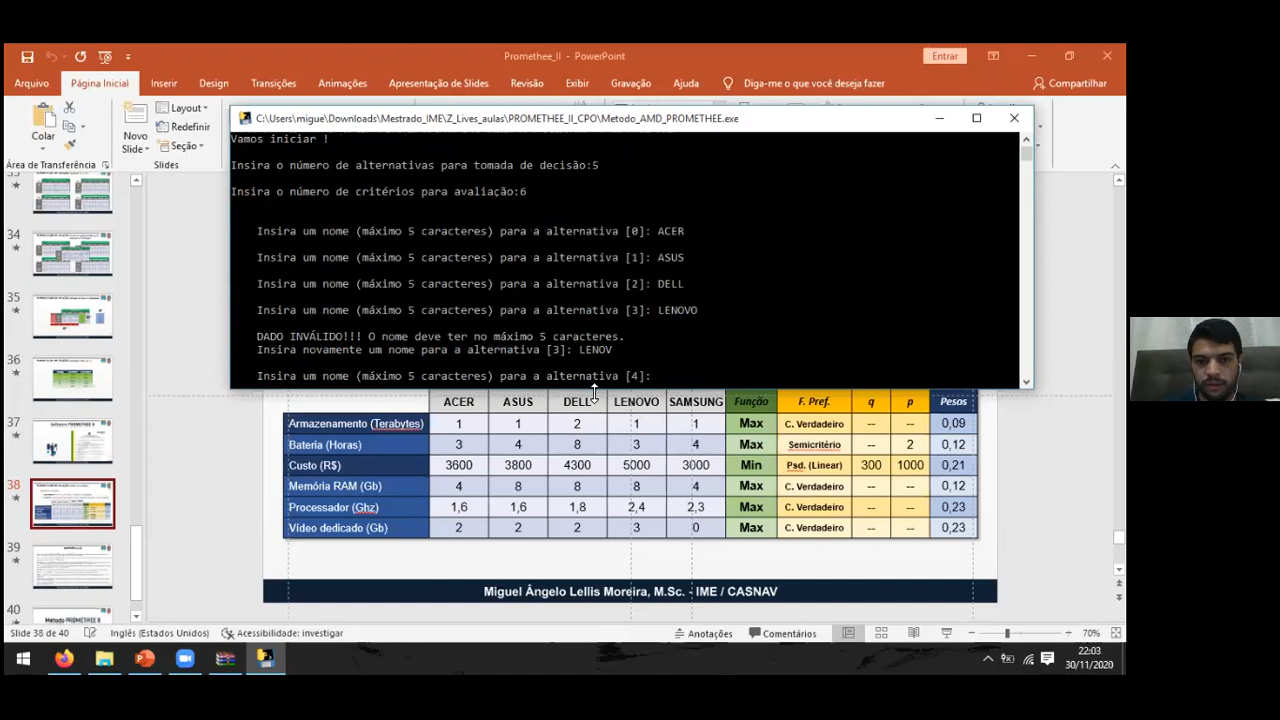 Promethee_II - PowerPoint
Entrar
Arquivo Página Inicial Inserir Design Transições Animações Apresentação de Slides Revisão Exibir Gravação Ajuda Diga-me o que você deseja fazer Compartilhar
Colar
Novo
Slide
Layout
Redefinir
Seção
Área de Transferência
Slides
C:\Users\migue\Downloads\Mestrado_IME\Z_Lives_aulas\PROMETHEE_II_CPO\Metodo_AMD_PROMETHEE.exe
Vamos iniciar !
Insira o número de alternativas para tomada de decisão:5
Insira o número de critérios para avaliação:6
Insira um nome (máximo 5 caracteres) para a alternativa [0]: ACER
Insira um nome (máximo 5 caracteres) para a alternativa [1]: ASUS
Insira um nome (máximo 5 caracteres) para a alternativa [2]: DELL
Insira um nome (máximo 5 caracteres) para a alternativa [3]: LENOVO
DADO INVÁLIDO!!! O nome deve ter no máximo 5 caracteres.
Insira novamente um nome para a alternativa [3]: LENOV
Insira um nome (máximo 5 caracteres) para a alternativa [4]:
ACER ASUS DELL LENOVO SAMSUNG Função F. Pref. q p Pesos
Armazenamento (Terabytes) 1 1 2 1 1 Max C. Verdadeiro -- -- 0,09
Bateria (Horas) 3 4 8 3 4 Max Semicritério -- 2 0,12
Custo (R$) 3600 3800 4300 5000 3000 Min Psd. (Linear) 300 1000 0,21
Memória RAM (Gb) 4 8 8 8 4 Max C. Verdadeiro -- -- 0,12
Processador (Ghz) 1,6 1,6 1,8 2,4 2,3 Max C. Verdadeiro -- -- 0,23
Vídeo dedicado (Gb) 2 2 2 3 0 Max C. Verdadeiro -- -- 0,23
Miguel Ângelo Lellis Moreira, M.Sc. - IME / CASNAV
33
34
35
36
37
38
39
40
Método PROMETHEE II
Slide 38 de 40 Inglês (Estados Unidos) Acessibilidade: investigar Anotações Comentários 70%
22:03
30/11/2020